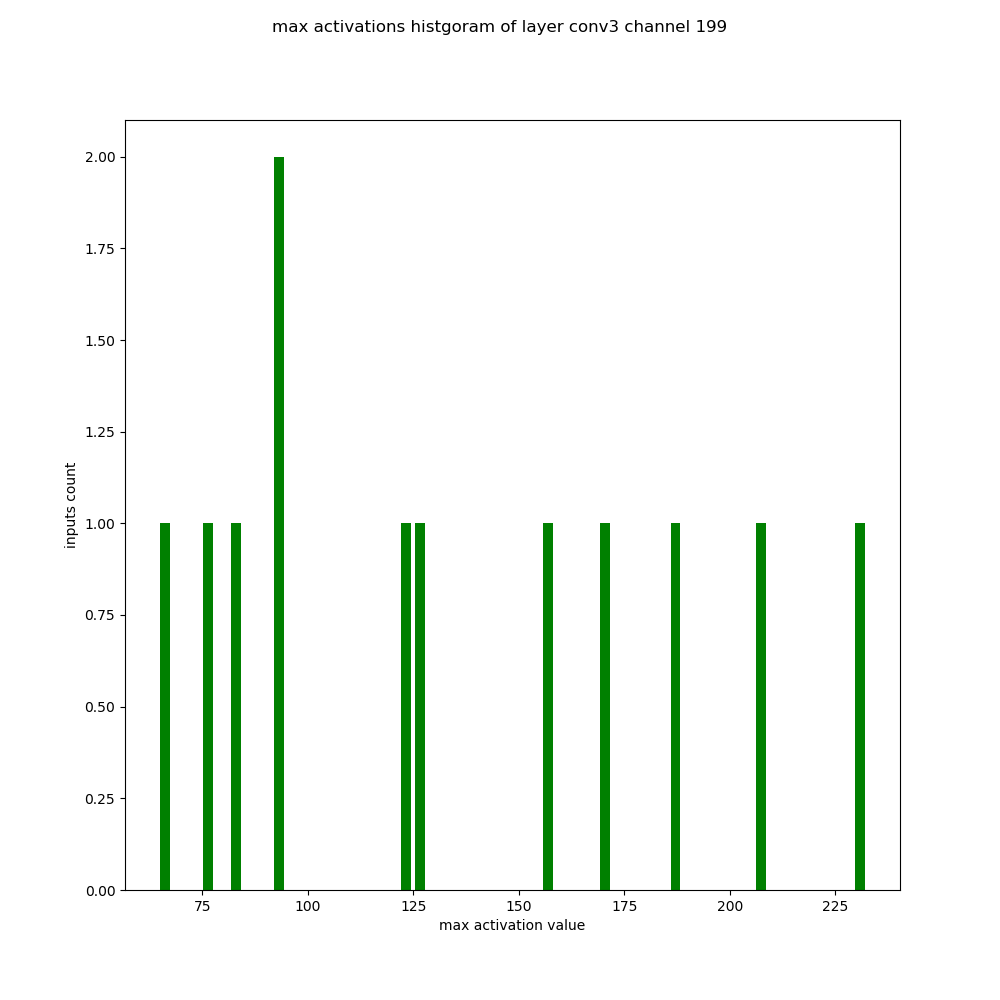 max activations histgoram of layer conv3 channel 199
2.00
1.75
1.50
1.25
1.00
0.75
0.50
0.25
0.00
inputs count
75 100 125 150 175 200 225
max activation value